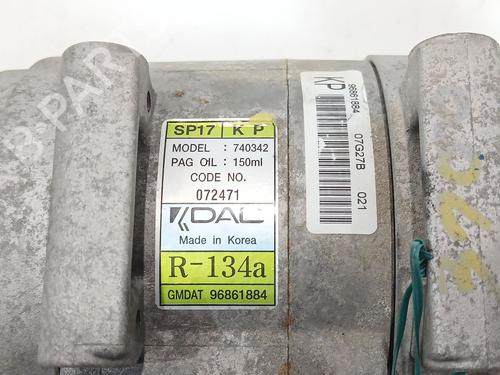 SP17 K P
MODEL : 740342
PAG OIL : 150ml
CODE NO.
072471
DAC
Made in Korea
R-134a
GMDAT 96861884
KP
96861884
07G27B
021
B-PARTS